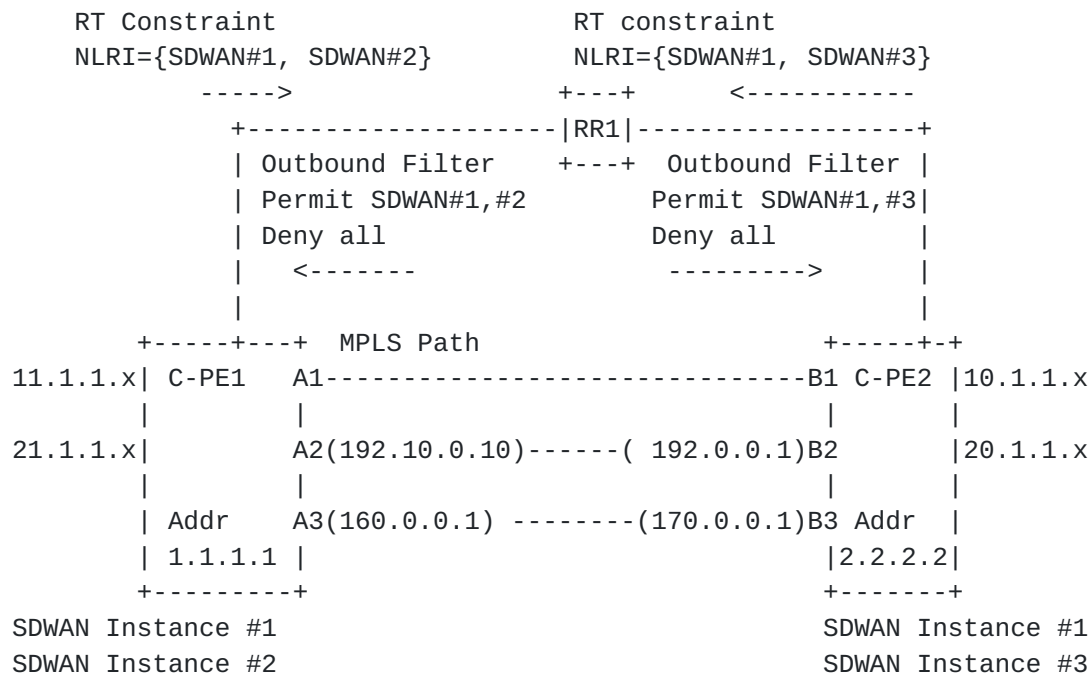 RT Constraint                   RT constraint
NLRI={SDWAN#1, SDWAN#2}         NLRI={SDWAN#1, SDWAN#3}
----->                 +---+      <-----------
+--------------------|RR1|------------------+
| Outbound Filter    +---+  Outbound Filter |
| Permit SDWAN#1,#2        Permit SDWAN#1,#3|
| Deny all                 Deny all         |
|   <-------                --------->      |
|                                           |
+-----+---+  MPLS Path                      +-----+-+
11.1.1.x| C-PE1   A1-------------------------------B1 C-PE2 |10.1.1.x
|         |                                 |       |
21.1.1.x|         A2(192.10.0.10)------( 192.0.0.1)B2       |20.1.1.x
|         |                                 |       |
| Addr    A3(160.0.0.1) --------(170.0.0.1)B3 Addr  |
| 1.1.1.1 |                                 |2.2.2.2|
+---------+                                 +-------+
SDWAN Instance #1                                   SDWAN Instance #1
SDWAN Instance #2                                   SDWAN Instance #3